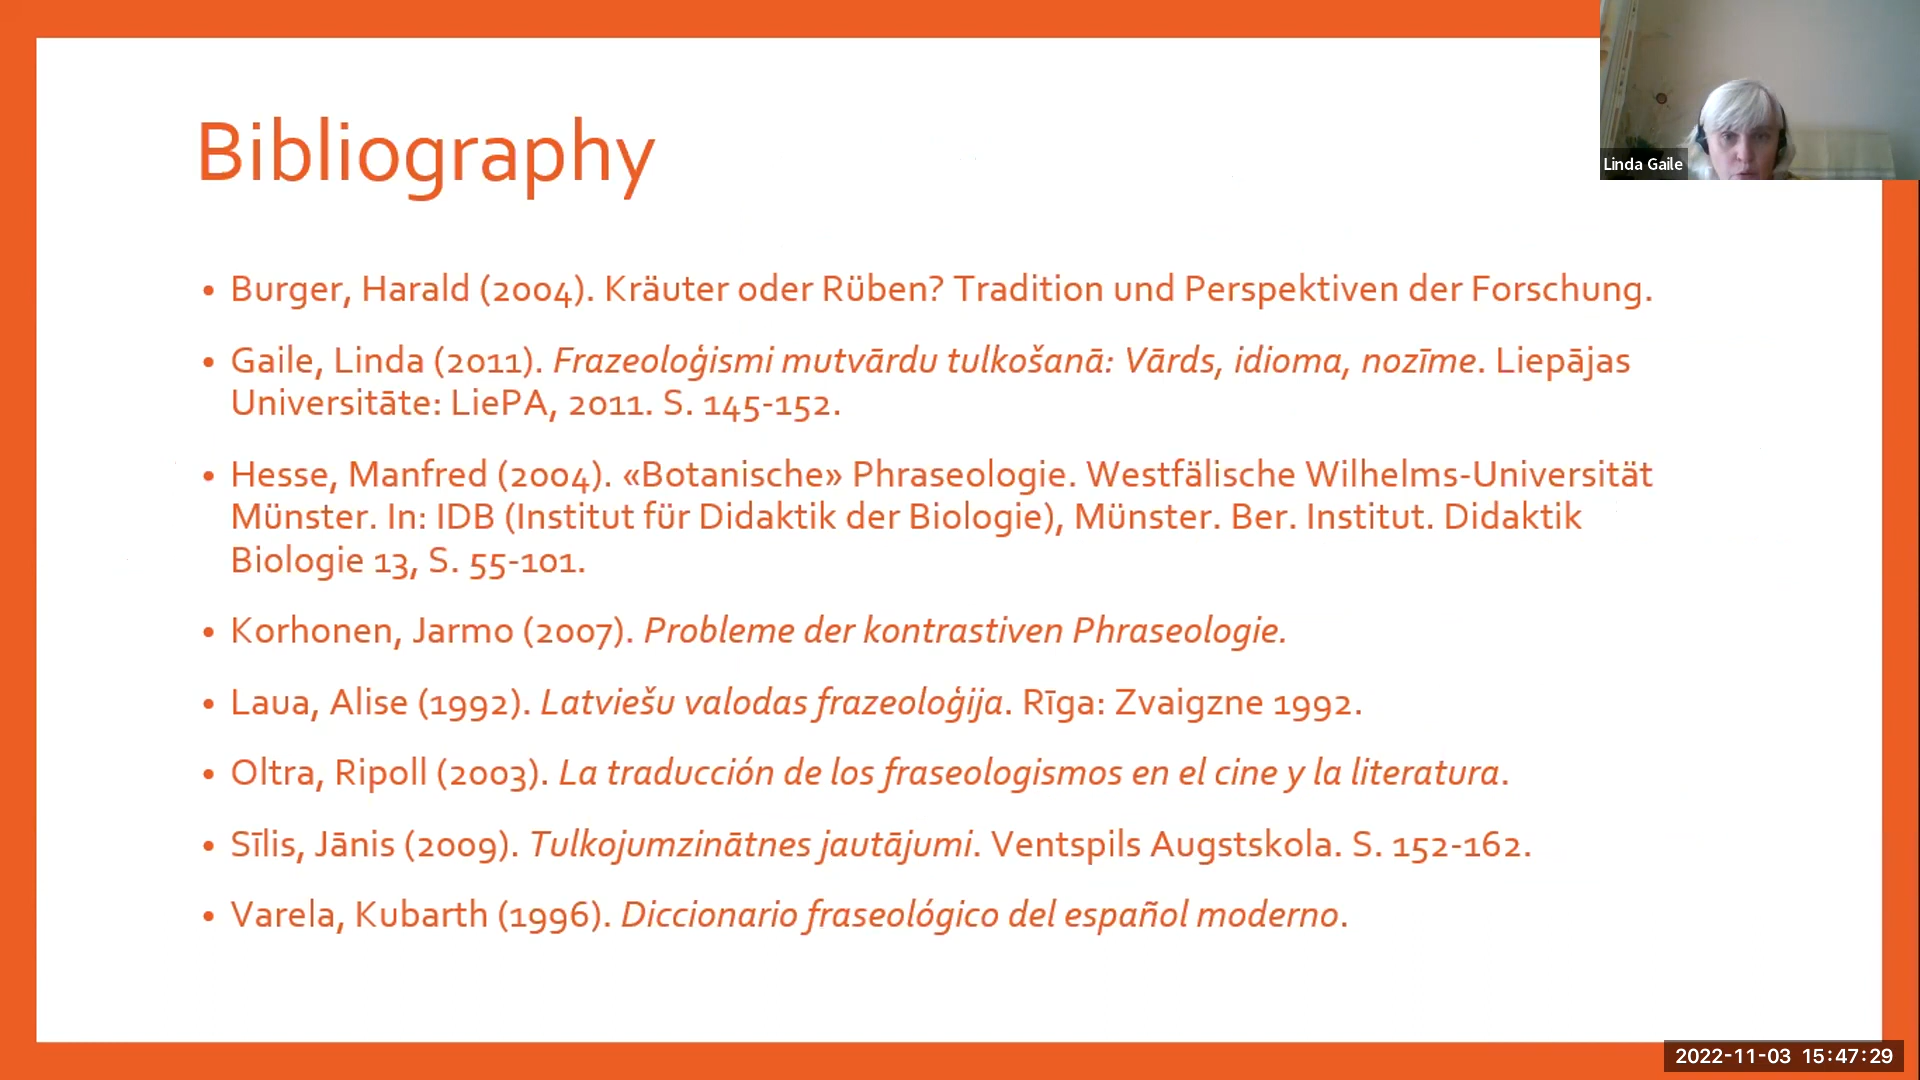 Bibliography
Linda Gaile
• Burger, Harald (2004). Kräuter oder Rüben? Tradition und Perspektiven der Forschung.
• Gaile, Linda (2011). Frazeoloģismi mutvārdu tulkošanā: Vārds, idioma, nozīme. Liepājas
Universitāte: LiePA, 2011. S. 145-152.
• Hesse, Manfred (2004). «Botanische» Phraseologie. Westfälische Wilhelms-Universität
Münster. In: IDB (Institut für Didaktik der Biologie), Münster. Ber. Institut. Didaktik
Biologie 13, S. 55-101.
• Korhonen, Jarmo (2007). Probleme der kontrastiven Phraseologie.
• Laua, Alise (1992). Latviešu valodas frazeoloģija. Rīga: Zvaigzne 1992.
• Oltra, Ripoll (2003). La traducción de los fraseologismos en el cine y la literatura.
• Sīlis, Jānis (2009). Tulkojumzinātnes jautājumi. Ventspils Augstskola. S. 152-162.
• Varela, Kubarth (1996). Diccionario fraseológico del español moderno.
2022-11-03 15:47:29